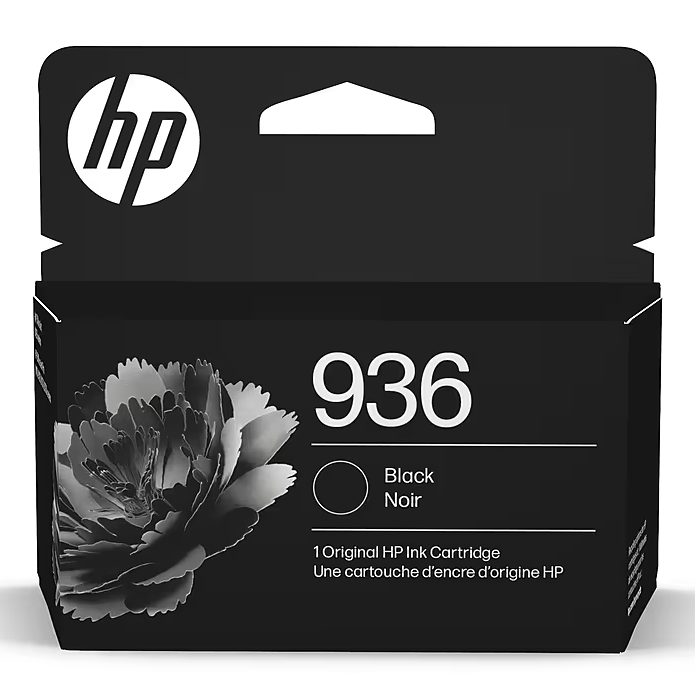 hp
936
Black
Noir
1 Original HP Ink Cartridge
Une cartouche d'encre d'origine HP